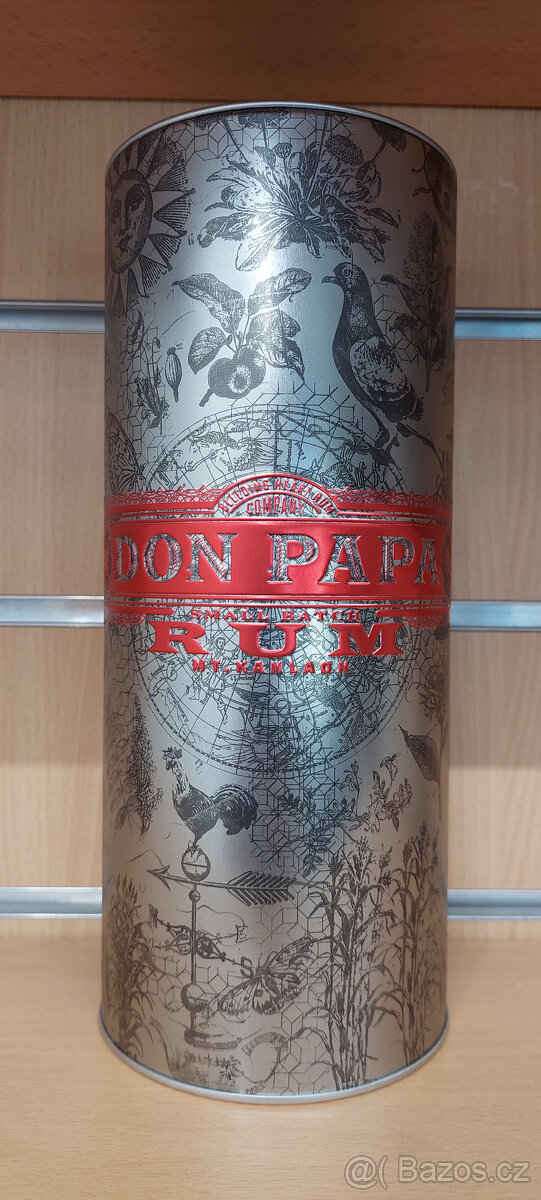 BLEEDING HEART RUM
COMPANY
DON PAPA
SMALL BATCH
RUM
MT. KANLAON
E
S
@( Bazos.cz